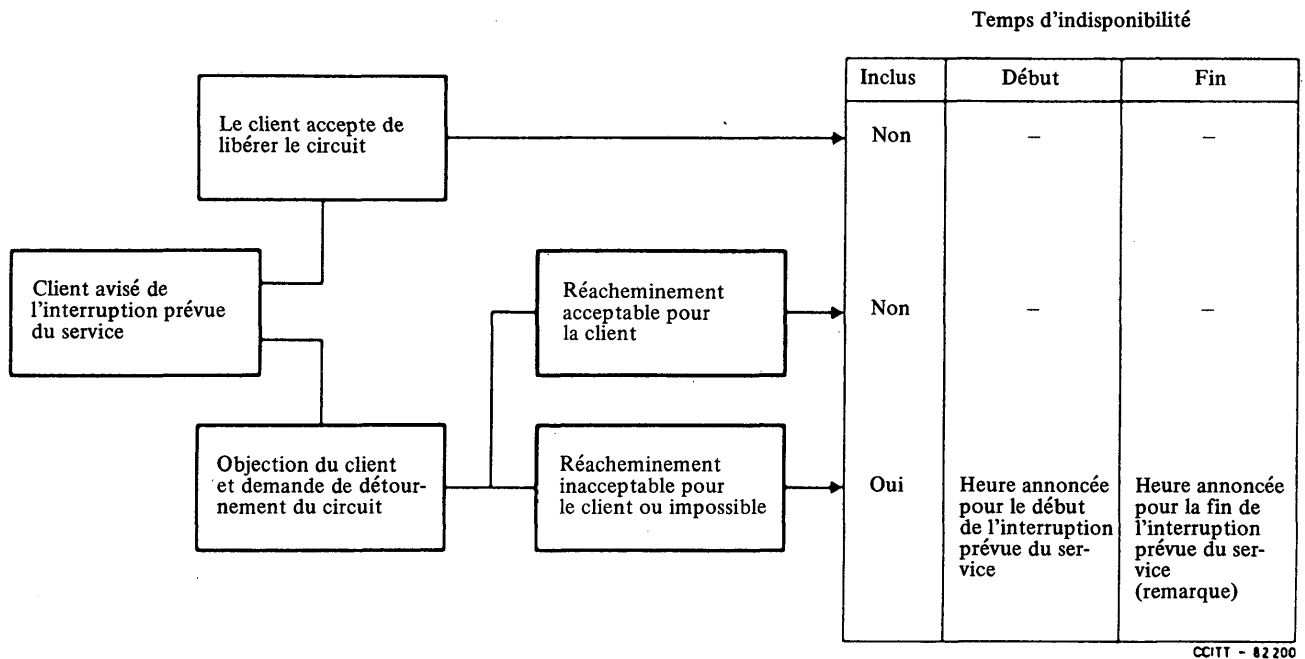 Temps d'indisponibilité
Inclus
Début
Fin
Le client accepte de
libérer le circuit
Non
–
–
Client avisé de
l'interruption prévue
du service
Réacheminement
acceptable pour
la client
Non
–
–
Objection du client
et demande de détour-
nement du circuit
Réacheminement
inacceptable pour
le client ou impossible
Oui
Heure annoncée
pour le début
de l'interruption
prévue du ser-
vice
Heure annoncée
pour la fin de
l'interruption
prévue du ser-
vice
(remarque)
CCITT - 82200